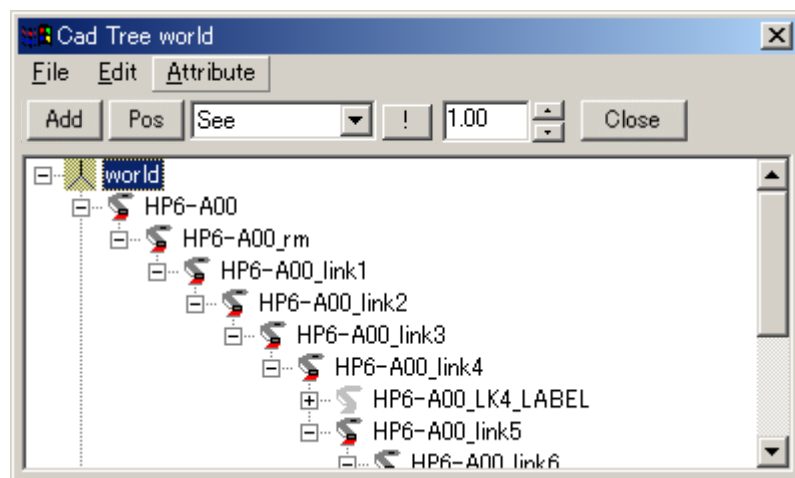 Cad Tree world
File Edit Attribute
Add Pos See ! 1.00 Close
world
HP6-A00
HP6-A00_rm
HP6-A00_link1
HP6-A00_link2
HP6-A00_link3
HP6-A00_link4
HP6-A00_LK4_LABEL
HP6-A00_link5
HP6-A00_link6